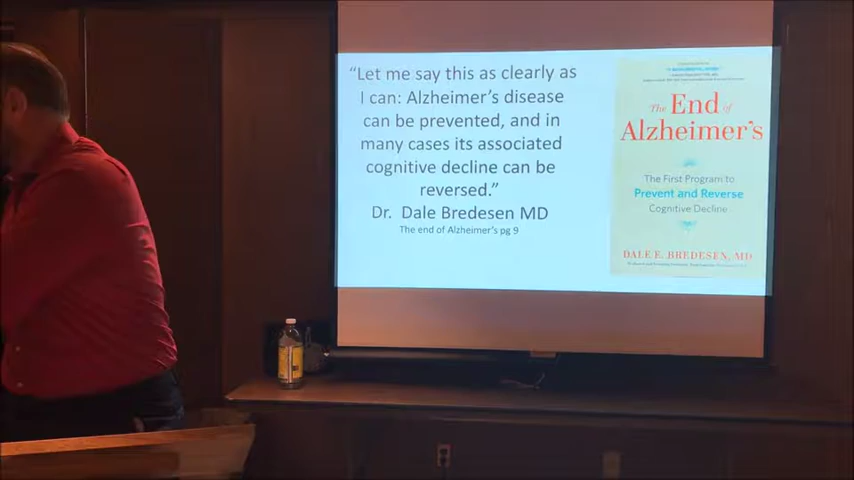 “Let me say this as clearly as
I can: Alzheimer’s disease
can be prevented, and in
many cases its associated
cognitive decline can be
reversed.”
Dr.  Dale Bredesen MD
The end of Alzheimer’s pg 9
The End of
Alzheimer’s
The First Program to
Prevent and Reverse
Cognitive Decline
DALE E. BREDESEN, MD